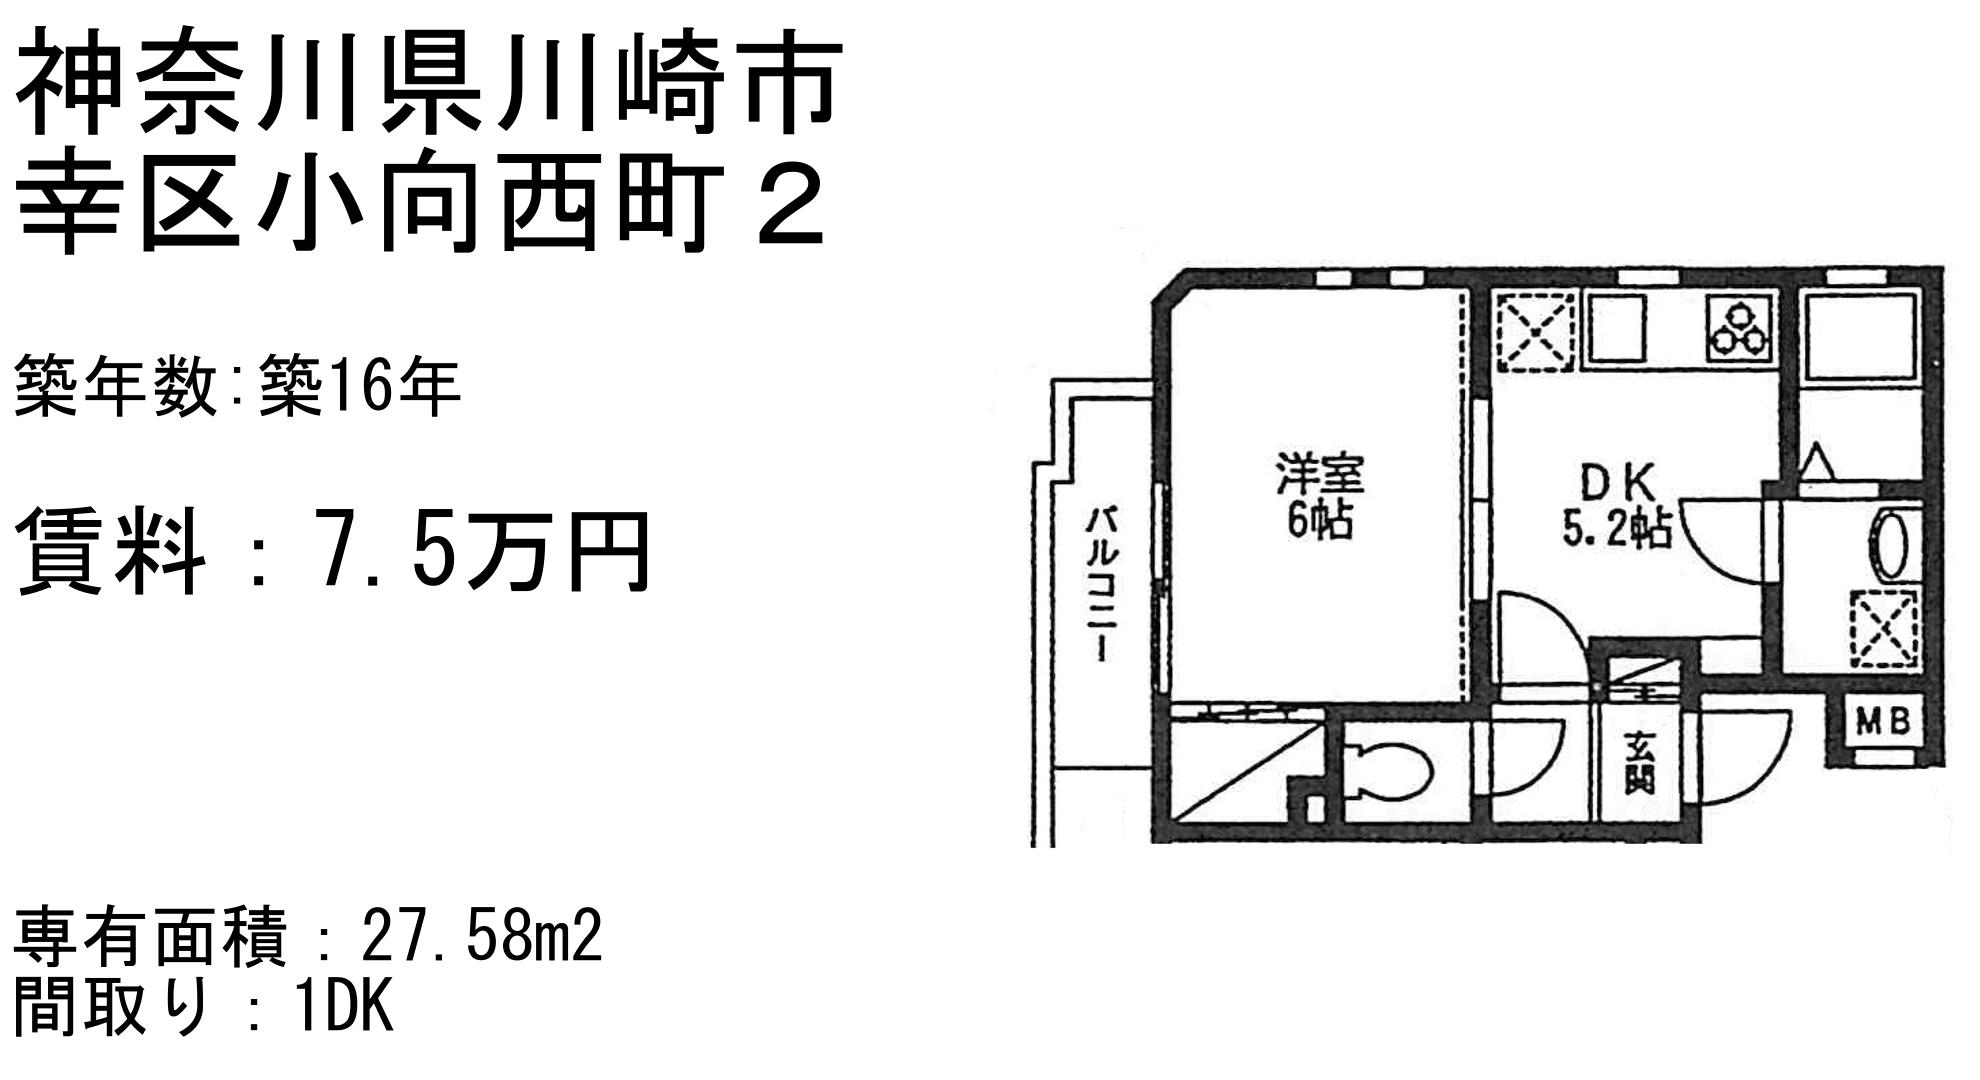 神奈川県川崎市
幸区小向西町２
築年数:築16年
賃料：7.5万円
専有面積：27.58m2
間取り：1DK
洋室
6帖
DK
5.2帖
バルコニー
玄関
MB